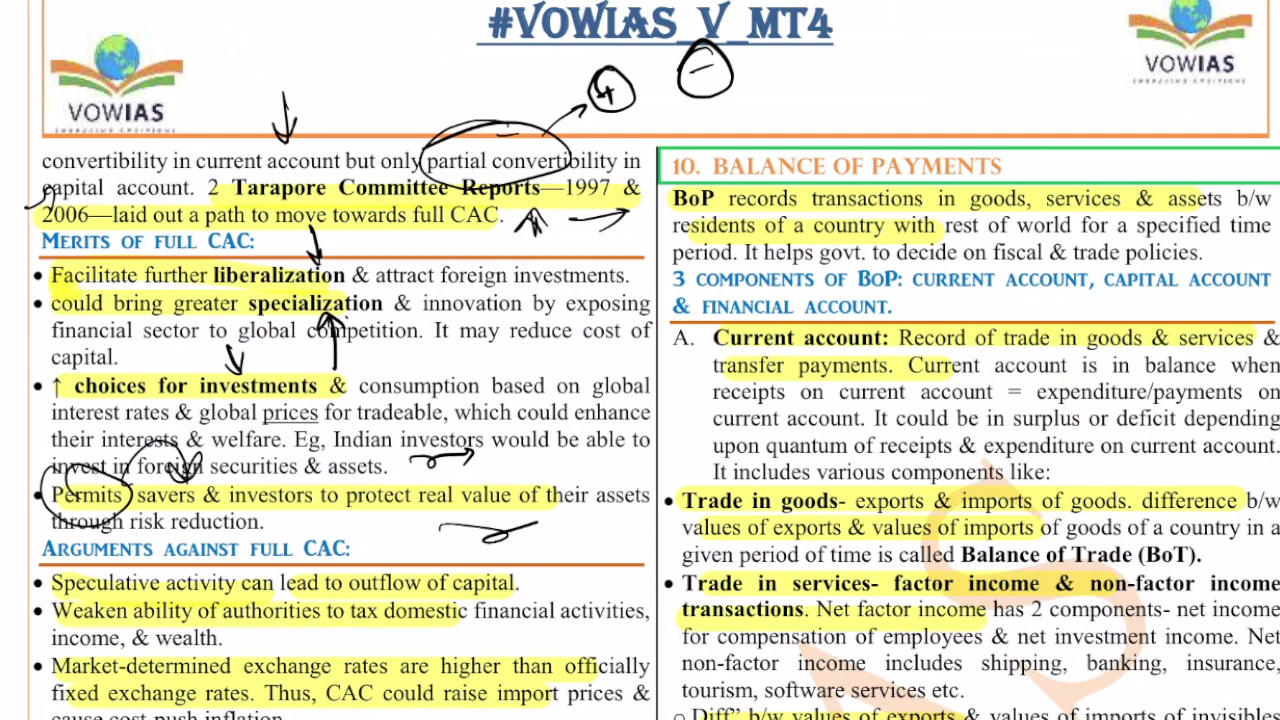 #VOWIAS_V_MT4
VOWIAS
VOWIAS
convertibility in current account but only partial convertibility in
capital account. 2 Tarapore Committee Reports—1997 &
2006—laid out a path to move towards full CAC.
MERITS OF FULL CAC:
• Facilitate further liberalization & attract foreign investments.
• could bring greater specialization & innovation by exposing
financial sector to global competition. It may reduce cost of
capital.
• ↑ choices for investments & consumption based on global
interest rates & global prices for tradeable, which could enhance
their interests & welfare. Eg, Indian investors would be able to
invest in foreign securities & assets.
• Permits savers & investors to protect real value of their assets
through risk reduction.
ARGUMENTS AGAINST FULL CAC:
• Speculative activity can lead to outflow of capital.
• Weaken ability of authorities to tax domestic financial activities,
income, & wealth.
• Market-determined exchange rates are higher than officially
fixed exchange rates. Thus, CAC could raise import prices &
cause cost-push inflation.
10. BALANCE OF PAYMENTS
BoP records transactions in goods, services & assets b/w
residents of a country with rest of world for a specified time
period. It helps govt. to decide on fiscal & trade policies.
3 COMPONENTS OF BOP: CURRENT ACCOUNT, CAPITAL ACCOUNT
& FINANCIAL ACCOUNT.
A. Current account: Record of trade in goods & services &
transfer payments. Current account is in balance when
receipts on current account = expenditure/payments on
current account. It could be in surplus or deficit depending
upon quantum of receipts & expenditure on current account.
It includes various components like:
• Trade in goods- exports & imports of goods. difference b/w
values of exports & values of imports of goods of a country in a
given period of time is called Balance of Trade (BoT).
• Trade in services- factor income & non-factor income
transactions. Net factor income has 2 components- net income
for compensation of employees & net investment income. Net
non-factor income includes shipping, banking, insurance,
tourism, software services etc.
○ Diffⁿ b/w values of exports & values of imports of invisibles